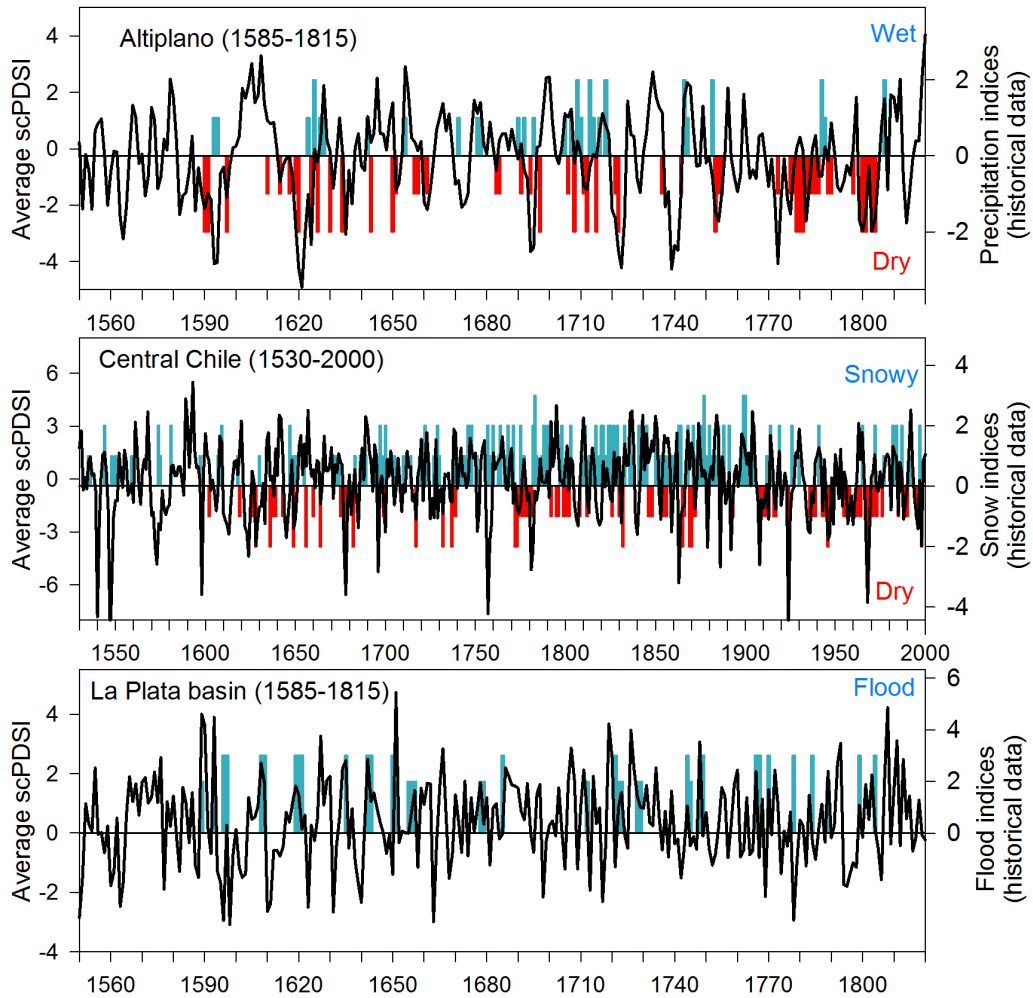 Altiplano (1585-1815)
Wet
Dry
Average scPDSI
4
2
0
-2
-4
2
0
-2
Precipitation indices
(historical data)
1560 1590 1620 1650 1680 1710 1740 1770 1800
Central Chile (1530-2000)
Snowy
Dry
Average scPDSI
6
3
0
-3
-6
4
2
0
-2
-4
Snow indices
(historical data)
1550 1600 1650 1700 1750 1800 1850 1900 1950 2000
La Plata basin (1585-1815)
Flood
Average scPDSI
4
2
0
-2
-4
6
4
2
0
Flood indices
(historical data)
1560 1590 1620 1650 1680 1710 1740 1770 1800